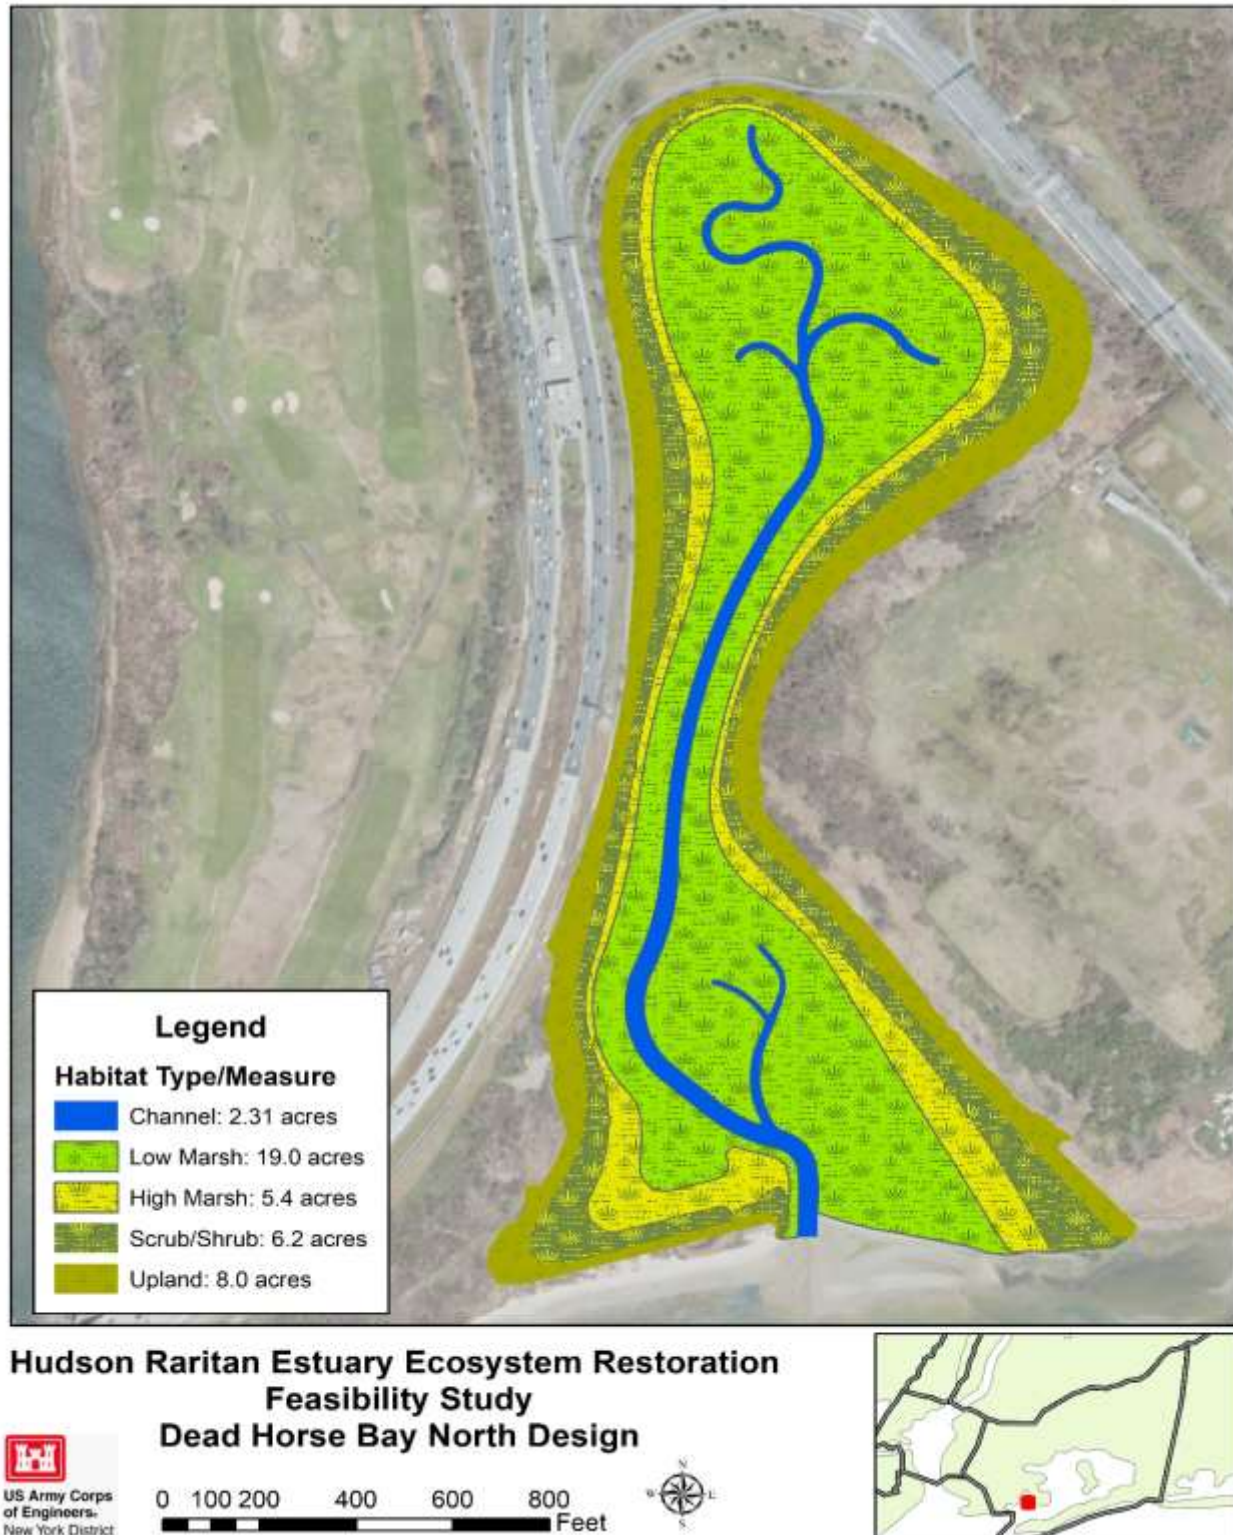 Legend
Habitat Type/Measure
Channel: 2.31 acres
Low Marsh: 19.0 acres
High Marsh: 5.4 acres
Scrub/Shrub: 6.2 acres
Upland: 8.0 acres
Hudson Raritan Estuary Ecosystem Restoration
Feasibility Study
Dead Horse Bay North Design
US Army Corps
of Engineers®
New York District
0 100 200 400 600 800
Feet
N
W E
S